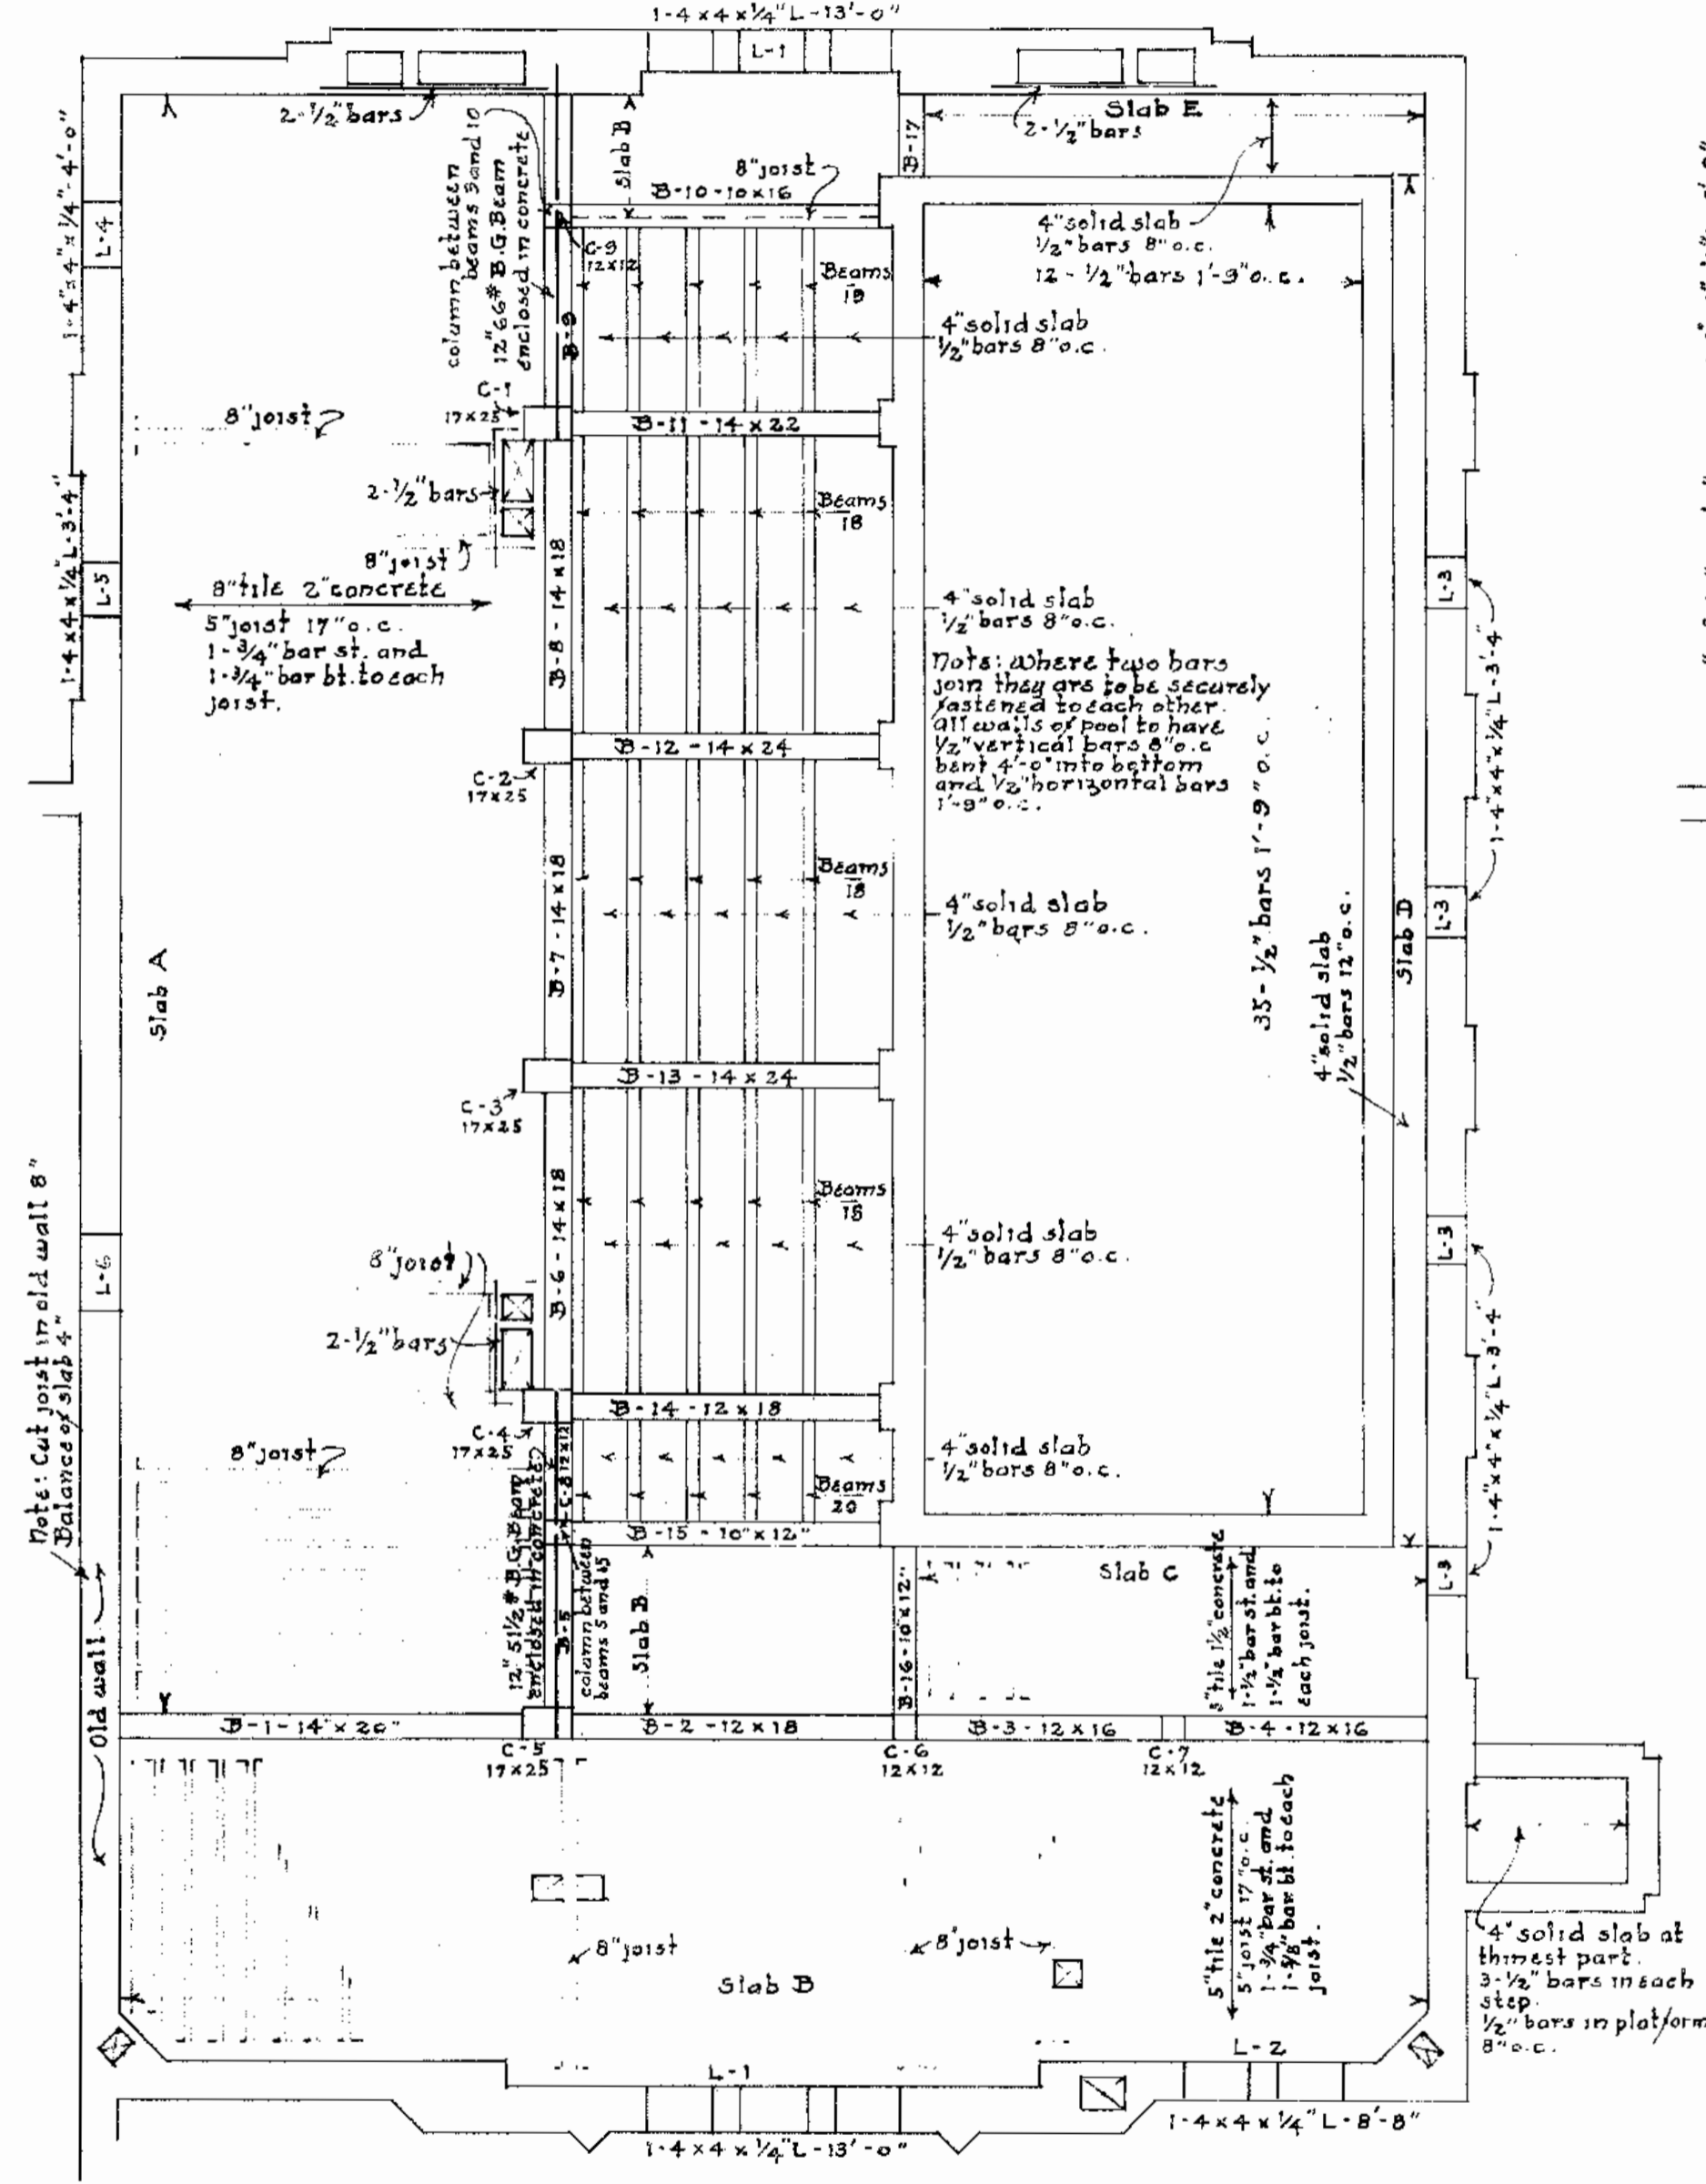 1-4x4x1/4" L-13'-0"
L-1
2-1/2" bars
column between
beams 9 and 10
12" 66# B.G. Beam
enclosed in concrete
Slab B
8" joist
B-10-10x16
B-17
Slab E
2-1/2" bars
4" solid slab
1/2" bars 8" o.c.
12-1/2" bars 1'-9" o.c.
1-4"x4"x1/4"-4'-0"
L-4
C-9
12x12
Beams
19
4" solid slab
1/2" bars 8" o.c.
B-9
C-1
17x25
8" joist
B-11-14x22
2-1/2" bars
8" joist
Beams
18
1-4x4x1/4" L-3'-4"
L-5
8" tile 2" concrete
5" joist 17" o.c.
1-3/4" bar st. and
1-3/4" bar bt. to each
joist.
B-8-14x18
4" solid slab
1/2" bars 8" o.c.
Note: Where two bars
join they are to be securely
fastened to each other.
All walls of pool to have
1/2" vertical bars 8" o.c
bent 4'-0" into bottom
and 1/2" horizontal bars
1'-9" o.c.
L-3
1-4"x4"x1/4" L-3'-4"
L-3
B-12-14x24
C-2
17x25
35-1/2" bars 1'-9" o.c.
B-7-14x18
Beams
18
4" solid slab
1/2" bars 8" o.c.
4" solid slab
1/2" bars 12" o.c.
Slab D
Slab A
B-13-14x24
C-3
17x25
B-6-14x18
Beams
18
4" solid slab
1/2" bars 8" o.c.
L-3
1-4"x4"x1/4" L-3'-4"
L-3
Note: Cut joist in old wall 8"
Balance of slab 4"
L-6
8" joist
2-1/2" bars
B-14-12x18
C-4
17x25
8" joist
C-8 12x12
4" solid slab
1/2" bars 8" o.c.
Beams
20
B-15-10"x12"
12" 51 1/2# B.G. Beam
enclosed in concrete
B-5
column between
beams 5 and 15
Slab B
B-16-10x12"
Slab C
5" tile 1 1/2" concrete
1-1/2" bar st. and
1-1/2" bar bt. to
each joist.
Old wall
B-1-14"x20"
B-2-12x18
B-3-12x16
B-4-12x16
C-5
17x25
C-6
12x12
C-7
12x12
5" tile 2" concrete
5" joist 17" o.c.
1-3/4" bar st. and
1-5/8" bar bt. to each
joist.
8" joist
8" joist
Slab B
4" solid slab at
thinest part.
3-1/2" bars in each
step.
1/2" bars in platform
8" o.c.
L-1
L-2
1-4x4x1/4" L-13'-0"
1-4x4x1/4" L-8'-8"